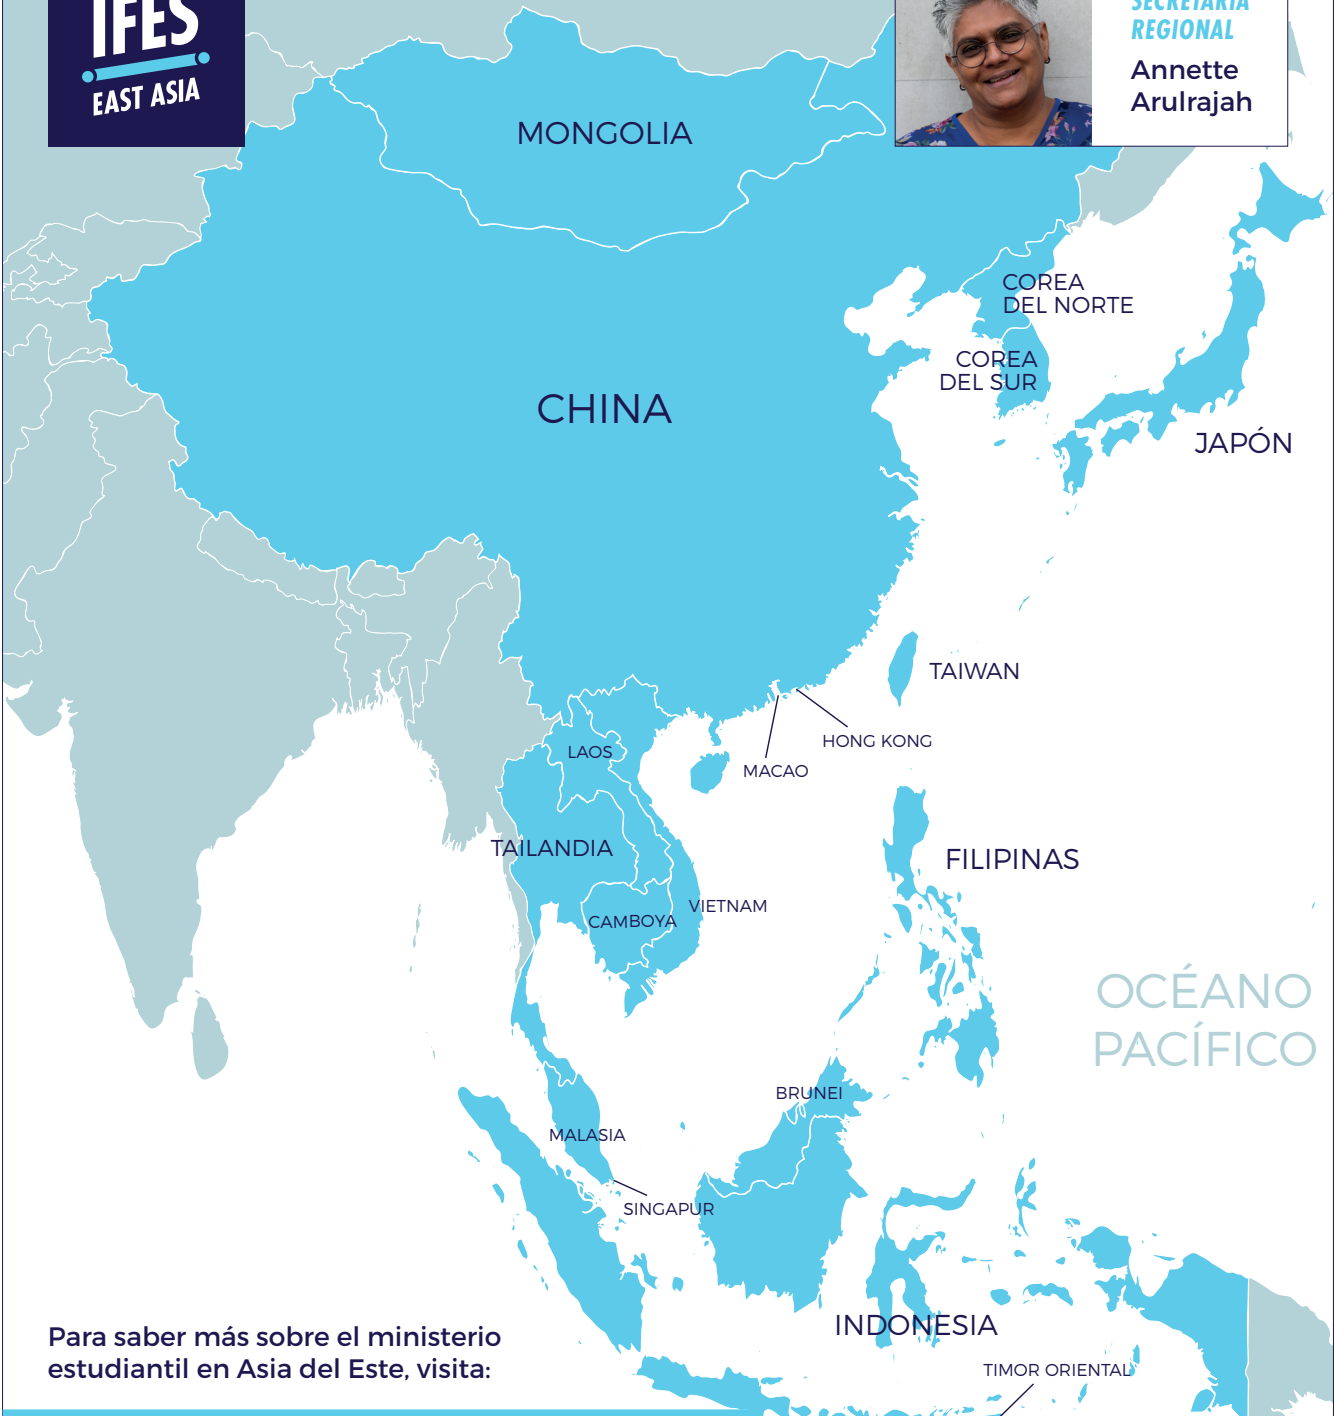 IFES
EAST ASIA
SECRETARIA
REGIONAL
Annette
Arulrajah
MONGOLIA
COREA
DEL NORTE
COREA
DEL SUR
CHINA
JAPÓN
TAIWAN
HONG KONG
MACAO
LAOS
TAILANDIA
FILIPINAS
VIETNAM
CAMBOYA
OCÉANO
PACÍFICO
BRUNEI
MALASIA
SINGAPUR
INDONESIA
TIMOR ORIENTAL
Para saber más sobre el ministerio
estudiantil en Asia del Este, visita: